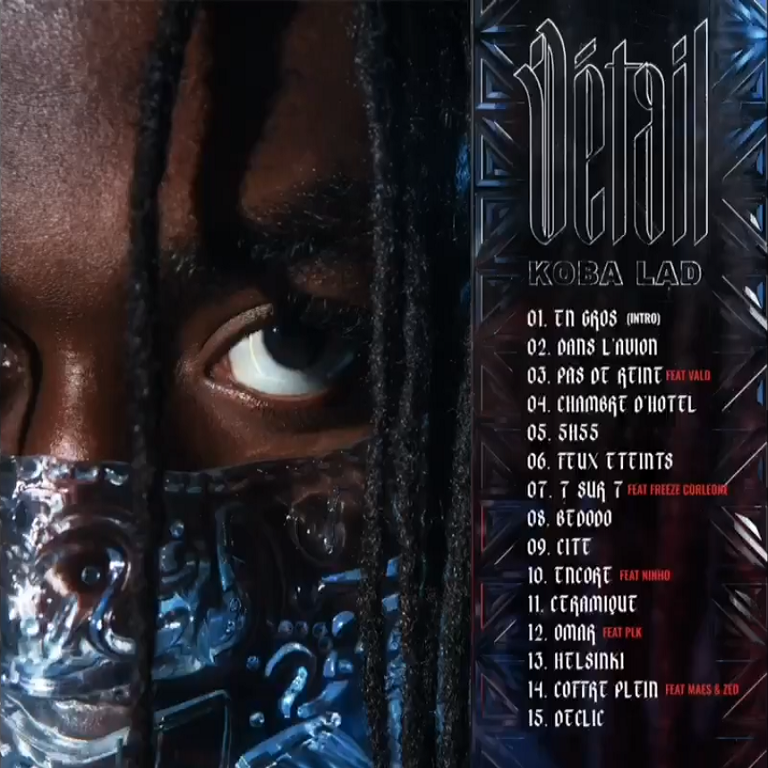 Détail
KOBA LAD
01. EN GROS (INTRO)
02. DANS L'AVION
03. PAS DE REINE FEAT VALD
04. CHAMBRE D'HOTEL
05. 5H55
06. FEUX ETEINTS
07. 7 SUR 7 FEAT FREEZE CORLEONE
08. BEDODO
09. CITE
10. ENCORE FEAT NINHO
11. CERAMIQUE
12. OMAR FEAT PLK
13. HELSINKI
14. COFFRE PLEIN FEAT MAES & ZED
15. DECLIC